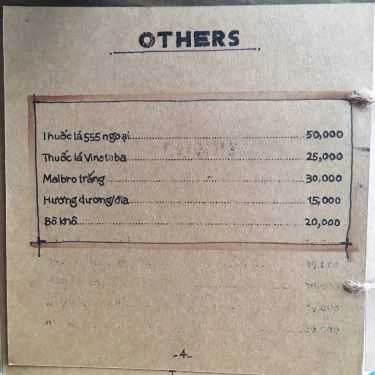 OTHERS
Thuốc lá 555 ngoại 50,000
Thuốc lá Vinataba 25,000
Malbro trắng 30,000
Hướng dương/đĩa 15,000
Bò khô 20,000
-4-